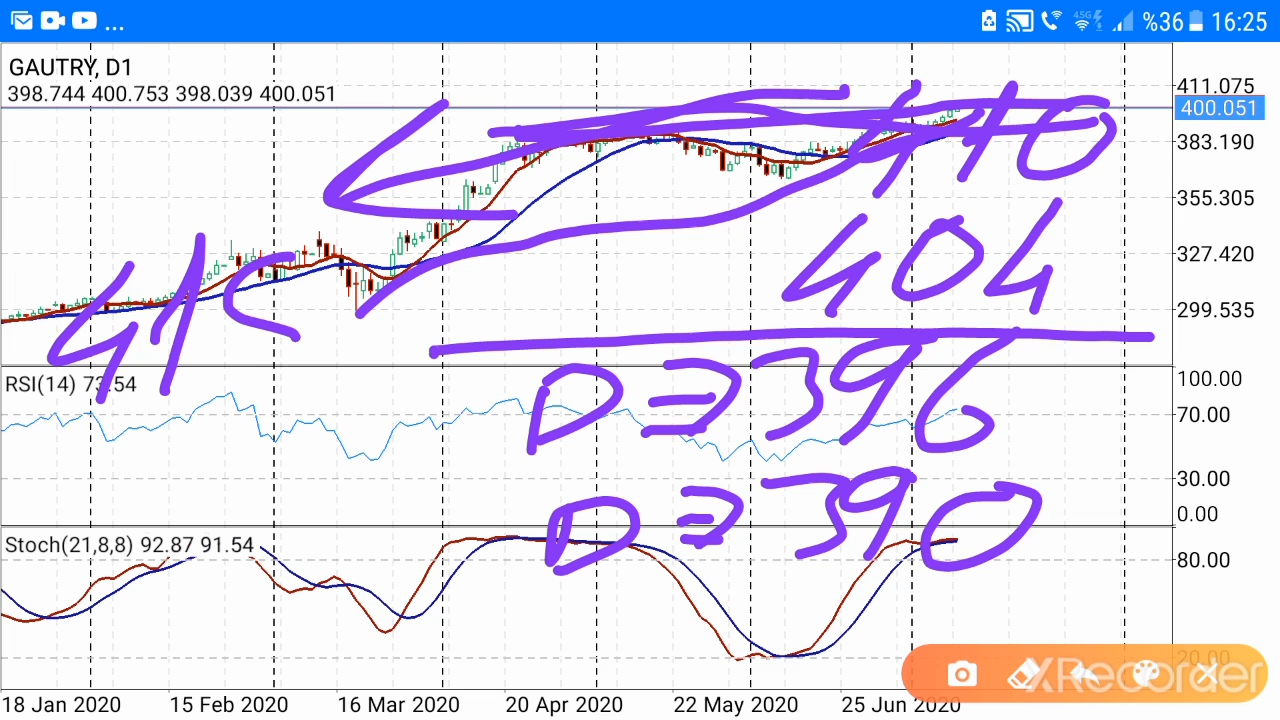 ... %36 16:25
GAUTRY, D1
398.744 400.753 398.039 400.051
411.075
400.051
383.190
355.305
327.420
299.535
410
404
RSI(14) 73.54
100.00
70.00
30.00
0.00
396
390
Stoch(21,8,8) 92.87 91.54
80.00
20.00
XRecorder
18 Jan 2020 15 Feb 2020 16 Mar 2020 20 Apr 2020 22 May 2020 25 Jun 2020